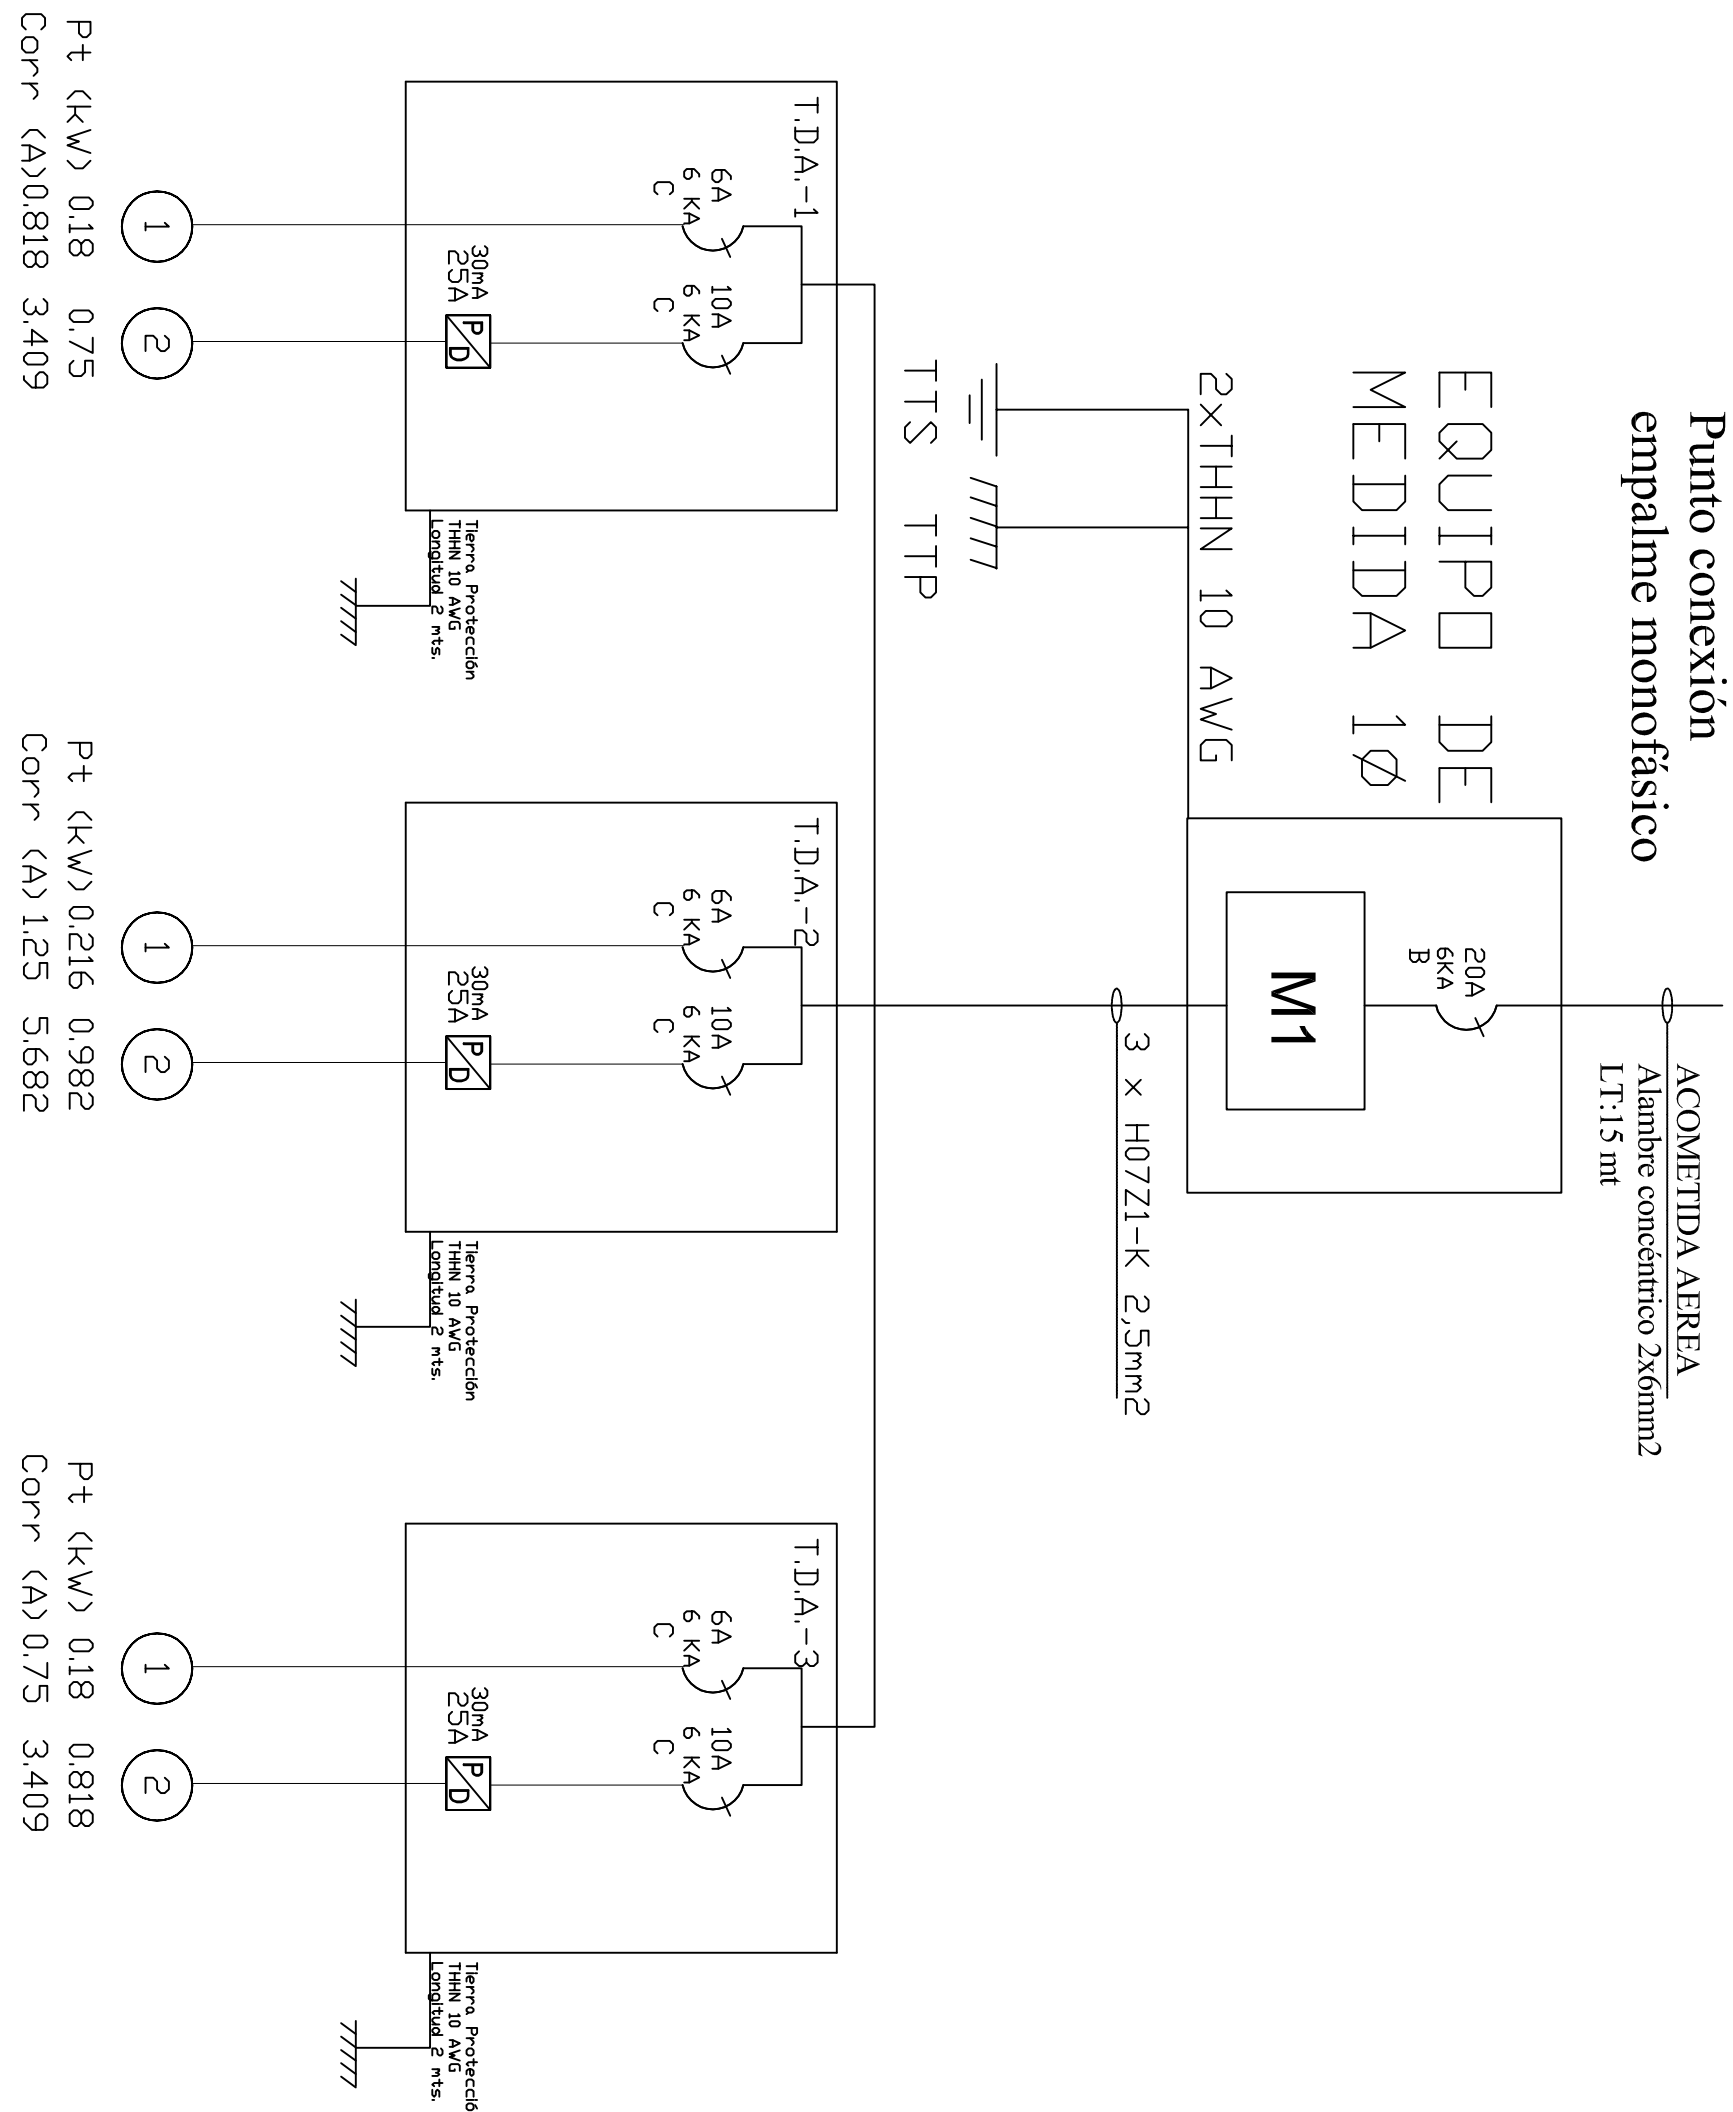 Punto conexión
empalme monofásico
ACOMETIDA AEREA
Alambre concéntrico 2x6mm2
LT:15 mt
EQUIPO DE
MEDIDA 1Ø
20A
6KA
B
M1
2xTHHN 10 AWG
3 x H07Z1-K 2,5mm2
TTS TTP
T.D.A.-1
6A
6 KA
C
10A
6 KA
C
30mA
25A
P/D
Tierra Protección
THHN 10 AWG
Longitud 2 mts.
1
2
Pt (kW) 0.18 0.75
Corr (A)0.818 3.409
T.D.A.-2
6A
6 KA
C
10A
6 KA
C
30mA
25A
P/D
Tierra Protección
THHN 10 AWG
Longitud 2 mts.
1
2
Pt (kW) 0.216 0.982
Corr (A) 1.25 5.682
T.D.A.-3
6A
6 KA
C
10A
6 KA
C
30mA
25A
P/D
Tierra Protecció
THHN 10 AWG
Longitud 2 mts.
1
2
Pt (kW) 0.18 0.818
Corr (A) 0.75 3.409